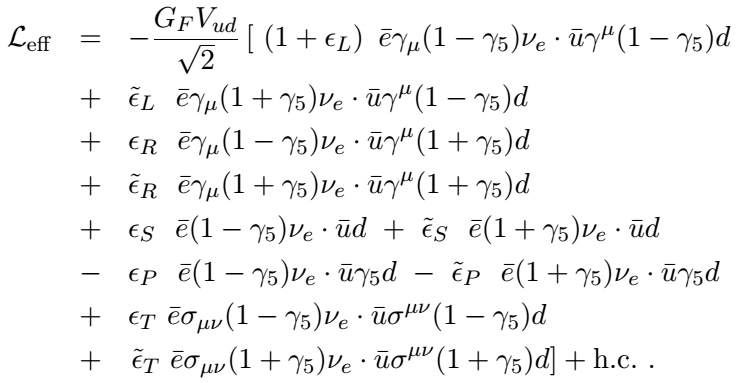 ℒ_eff = −(G_F V_ud)/√2 [ (1 + ε_L) ēγ_μ(1 − γ_5)ν_e · ūγ^μ(1 − γ_5)d
+ ε̃_L ēγ_μ(1 + γ_5)ν_e · ūγ^μ(1 − γ_5)d
+ ε_R ēγ_μ(1 − γ_5)ν_e · ūγ^μ(1 + γ_5)d
+ ε̃_R ēγ_μ(1 + γ_5)ν_e · ūγ^μ(1 + γ_5)d
+ ε_S ē(1 − γ_5)ν_e · ūd + ε̃_S ē(1 + γ_5)ν_e · ūd
− ε_P ē(1 − γ_5)ν_e · ūγ_5d − ε̃_P ē(1 + γ_5)ν_e · ūγ_5d
+ ε_T ēσ_μν(1 − γ_5)ν_e · ūσ^μν(1 − γ_5)d
+ ε̃_T ēσ_μν(1 + γ_5)ν_e · ūσ^μν(1 + γ_5)d] + h.c. .